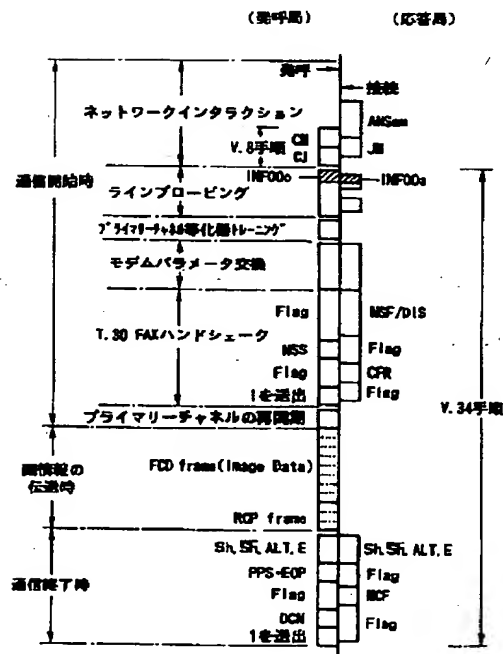 (発呼局) (応答局)
発呼
接続
ネットワークインタラクション
ANSam
V.8手順
CM
CJ
JM
通信開始時
INFO0c
INFO0a
ラインプロービング
プライマリーチャネル等化器トレーニング
モデムパラメータ交換
T.30 FAXハンドシェーク
Flag
NSF/DIS
NSS
Flag
Flag
CFR
1を送出
Flag
V.34手順
プライマリーチャネルの再同期
画情報の
伝送時
FCD frame(Image Data)
RCP frame
通信終了時
Sh, S̅h̅, ALT, E
Sh, S̅h̅, ALT, E
PPS-EOP
Flag
Flag
MCF
DCN
Flag
1を送出